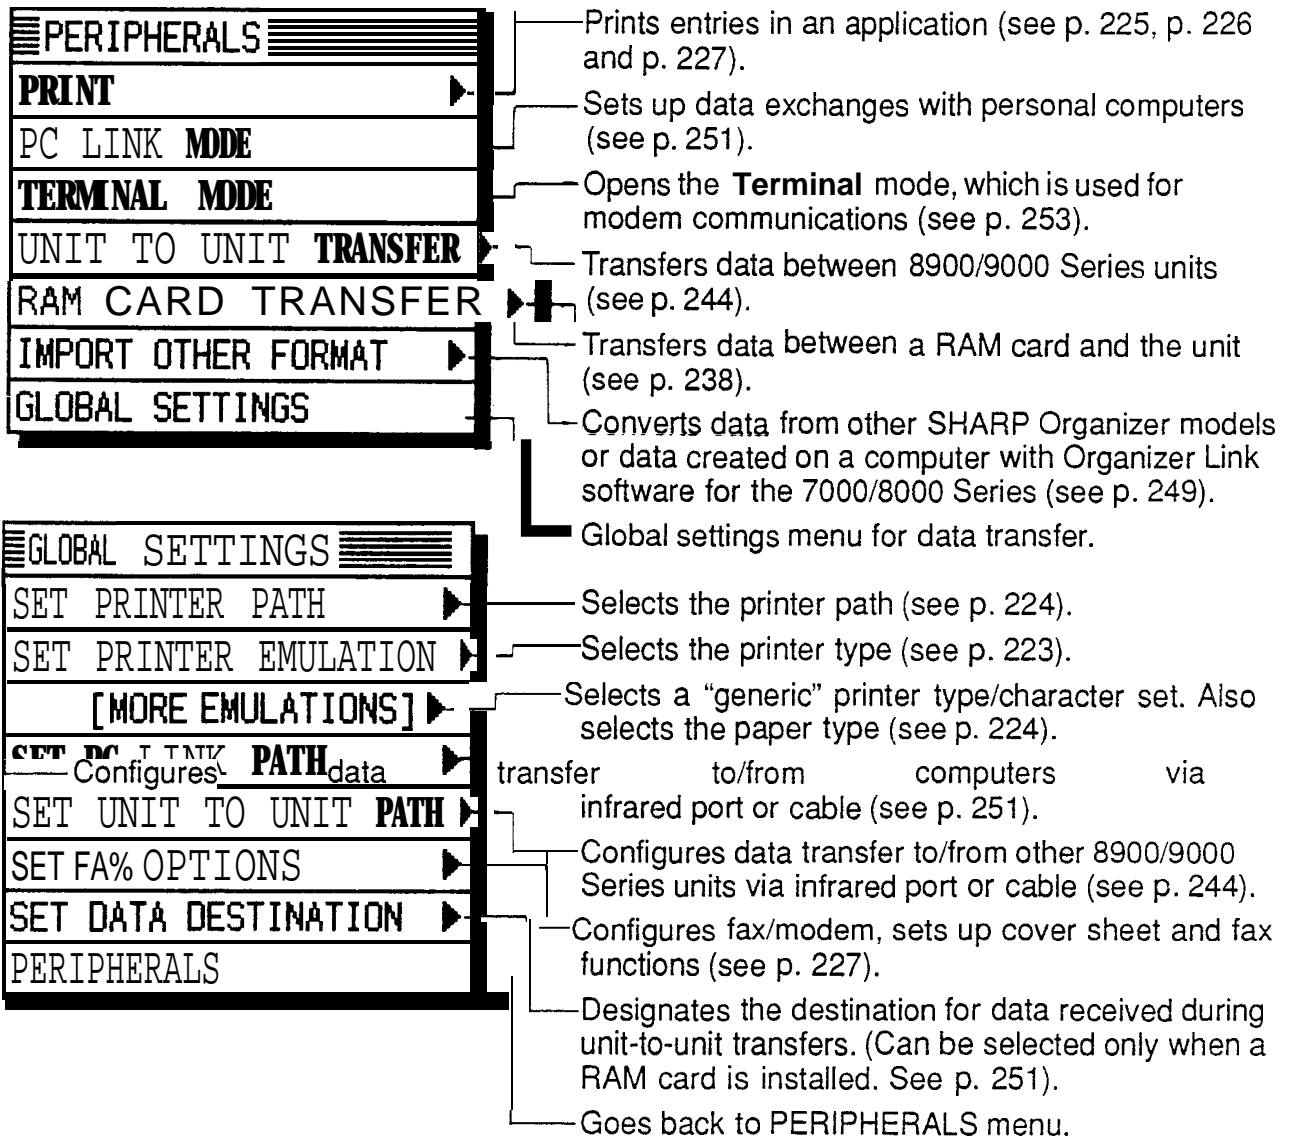 PERIPHERALS
PRINT
PC LINK MODE
TERMINAL MODE
UNIT TO UNIT TRANSFER
RAM CARD TRANSFER
IMPORT OTHER FORMAT
GLOBAL SETTINGS
Prints entries in an application (see p. 225, p. 226
and p. 227).
Sets up data exchanges with personal computers
(see p. 251).
Opens the Terminal mode, which is used for
modem communications (see p. 253).
Transfers data between 8900/9000 Series units
(see p. 244).
Transfers data between a RAM card and the unit
(see p. 238).
Converts data from other SHARP Organizer models
or data created on a computer with Organizer Link
software for the 7000/8000 Series (see p. 249).
Global settings menu for data transfer.
GLOBAL SETTINGS
SET PRINTER PATH
SET PRINTER EMULATION
[MORE EMULATIONS]
SET PC LINK PATH
SET UNIT TO UNIT PATH
SET FA% OPTIONS
SET DATA DESTINATION
PERIPHERALS
Selects the printer path (see p. 224).
Selects the printer type (see p. 223).
Selects a “generic” printer type/character set. Also
selects the paper type (see p. 224).
Configures data transfer to/from computers via
infrared port or cable (see p. 251).
Configures data transfer to/from other 8900/9000
Series units via infrared port or cable (see p. 244).
Configures fax/modem, sets up cover sheet and fax
functions (see p. 227).
Designates the destination for data received during
unit-to-unit transfers. (Can be selected only when a
RAM card is installed. See p. 251).
Goes back to PERIPHERALS menu.